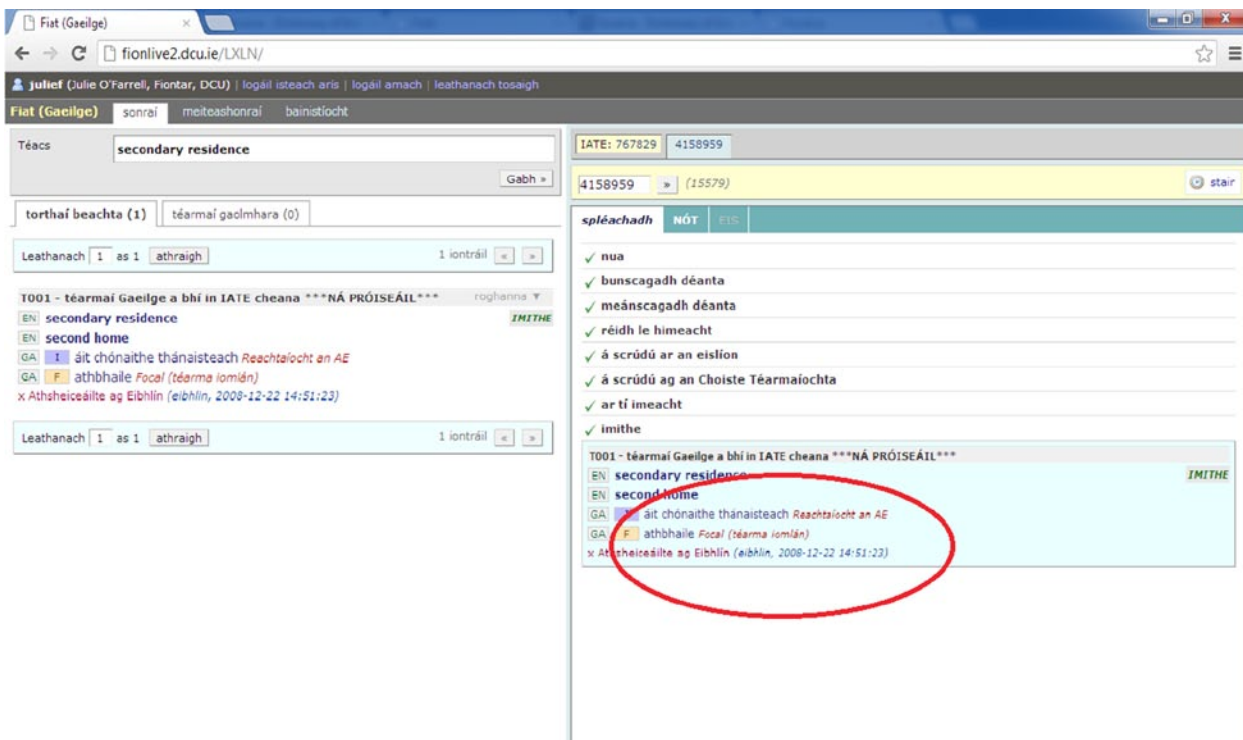 Fiat (Gaeilge)
fionlive2.dcu.ie/LXLN/
julief (Julie O'Farrell, Fiontar, DCU) | logáil isteach arís | logáil amach | leathanach tosaigh
Fiat (Gaeilge) sonraí meiteashonraí bainistíocht
Téacs secondary residence
Gabh »
torthaí beachta (1) téarmaí gaolmhara (0)
Leathanach 1 as 1 athraigh 1 iontráil « »
T001 - téarmaí Gaeilge a bhí in IATE cheana ***NÁ PRÓISEÁIL*** roghanna ▼
EN secondary residence IMITHE
EN second home
GA I áit chónaithe thánaisteach Reachtaíocht an AE
GA F athbhaile Focal (téarma iomlán)
x Athsheiceáilte ag Eibhlín (eibhlin, 2008-12-22 14:51:23)
Leathanach 1 as 1 athraigh 1 iontráil « »
IATE: 767829 4158959
4158959 » (15579) stair
spléachadh NÓT EIS
✓ nua
✓ bunscagadh déanta
✓ meánscagadh déanta
✓ réidh le himeacht
✓ á scrúdú ar an eislíon
✓ á scrúdú ag an Choiste Téarmaíochta
✓ ar tí imeacht
✓ imithe
T001 - téarmaí Gaeilge a bhí in IATE cheana ***NÁ PRÓISEÁIL***
EN secondary residence IMITHE
EN second home
GA I áit chónaithe thánaisteach Reachtaíocht an AE
GA F athbhaile Focal (téarma iomlán)
x Athsheiceáilte ag Eibhlín (eibhlin, 2008-12-22 14:51:23)